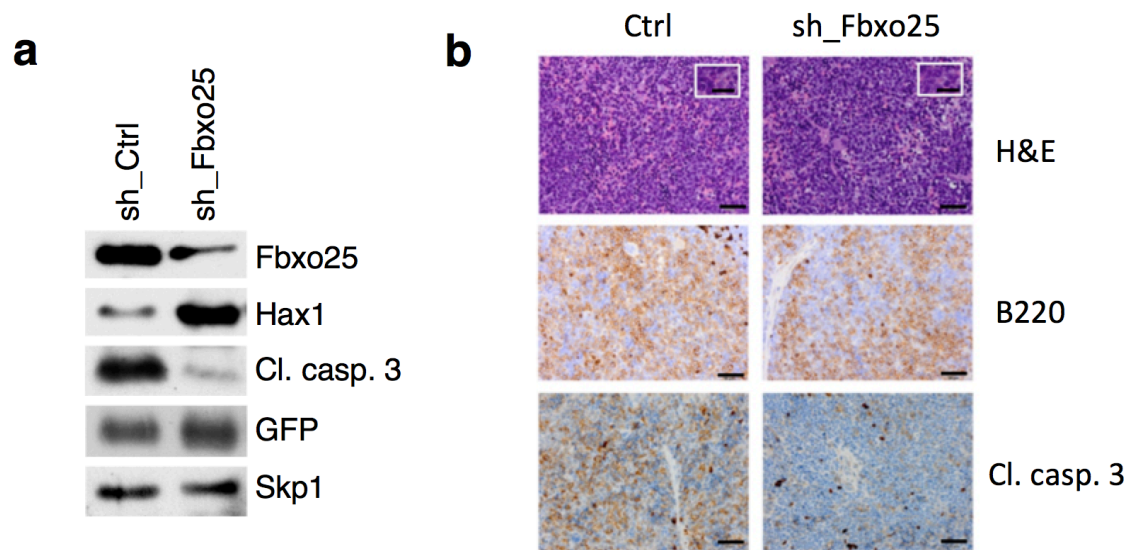 a
sh_Ctrl
sh_Fbxo25
Fbxo25
Hax1
Cl. casp. 3
GFP
Skp1
b
Ctrl
sh_Fbxo25
H&E
B220
Cl. casp. 3